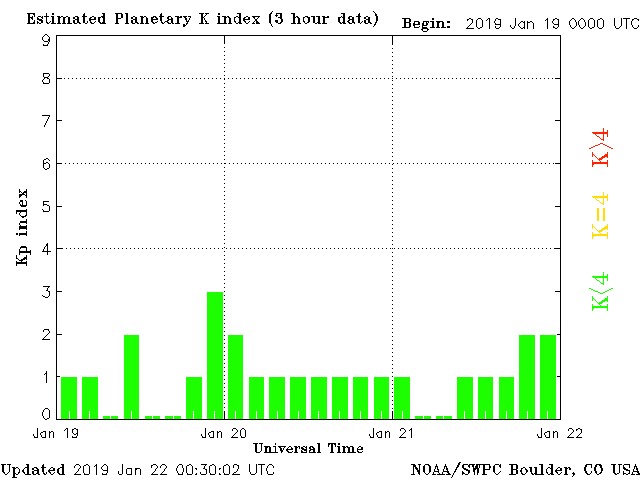 Estimated Planetary K index (3 hour data)
Begin: 2019 Jan 19 0000 UTC
9
8
7
6
5
4
3
2
1
0
Kp index
K>4
K=4
K<4
Jan 19
Jan 20
Jan 21
Jan 22
Universal Time
Updated 2019 Jan 22 00:30:02 UTC
NOAA/SWPC Boulder, CO USA